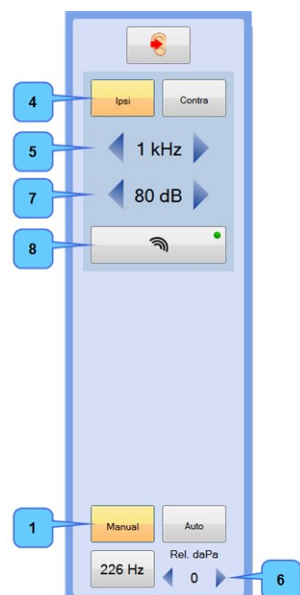 4 Ipsi Contra
5 1 kHz
7 80 dB
8
1 Manual Auto
Rel. daPa
226 Hz 0 6